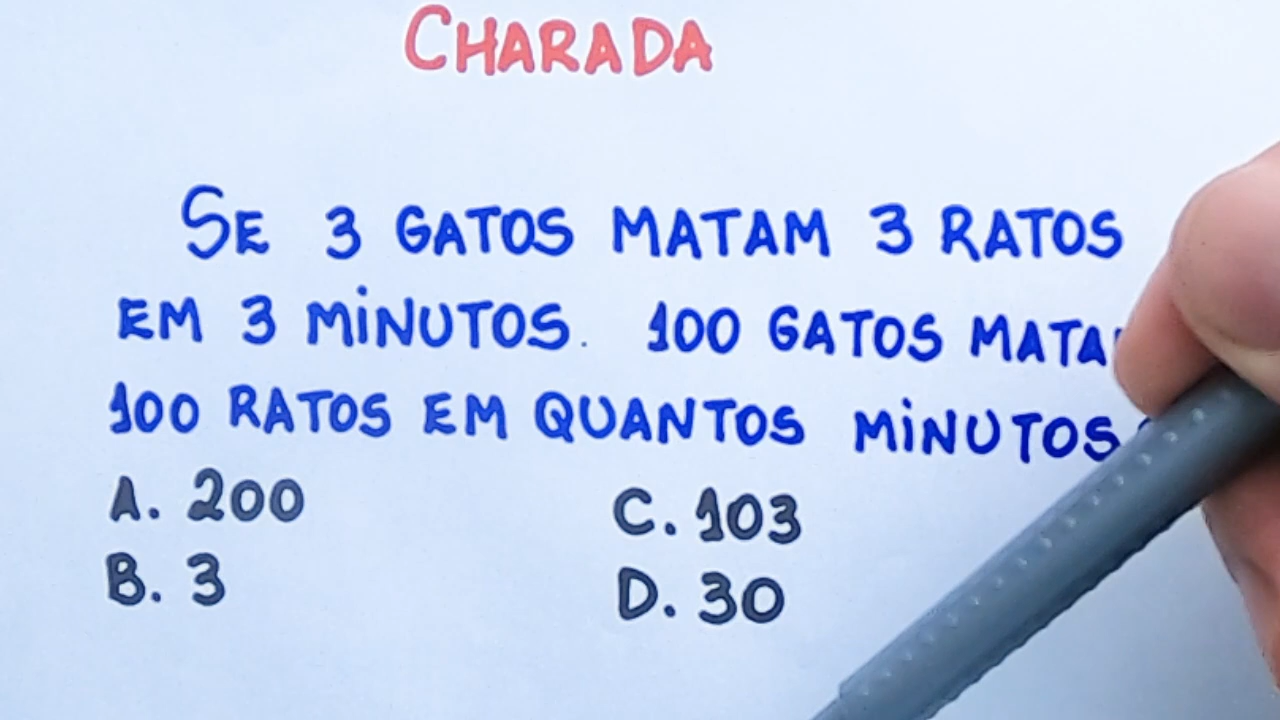 CHARADA
SE 3 GATOS MATAM 3 RATOS
EM 3 MINUTOS. 100 GATOS
100 RATOS EM QUANTOS MINUTOS
A. 200 C. 103
B. 3 D. 30